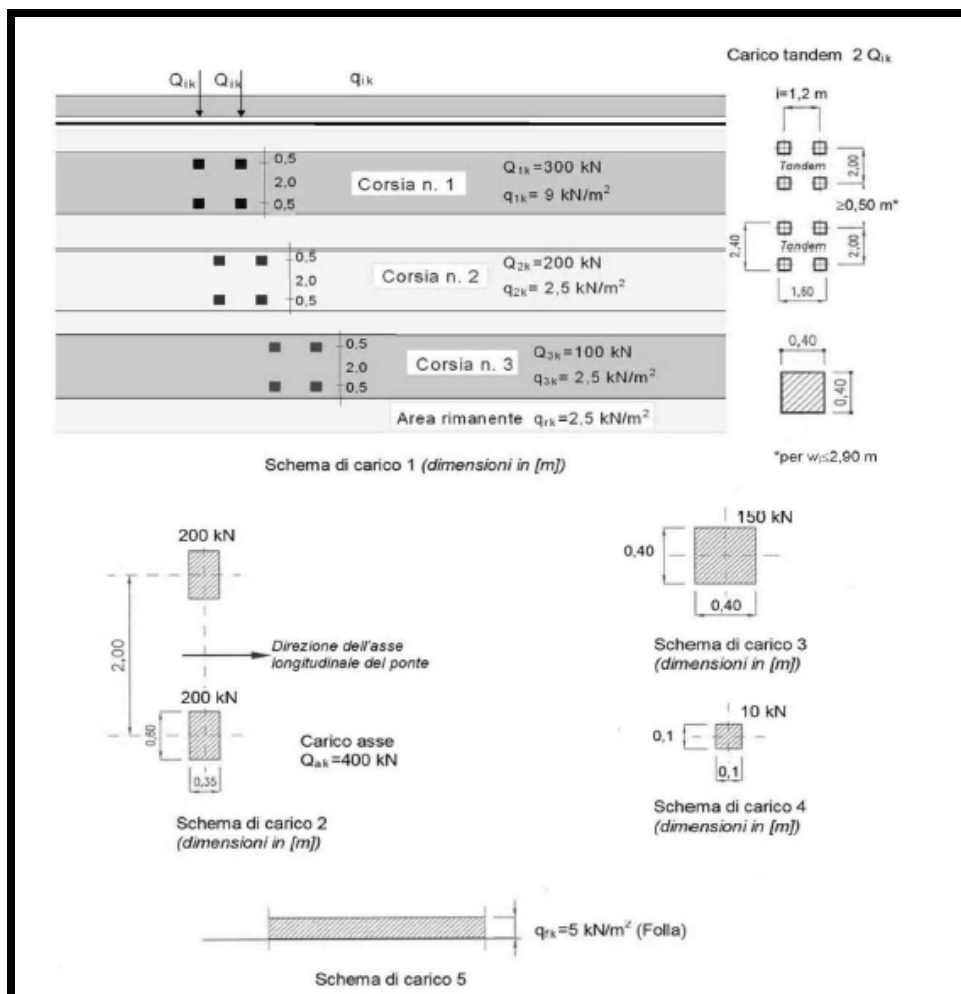 Carico tandem 2 Qik
Qik Qik qik
i=1,2 m
0,5
2,0
0,5
Corsia n. 1
Q1k=300 kN
q1k= 9 kN/m²
Tandem
2,00
≥0,50 m*
0,5
2,0
0,5
Corsia n. 2
Q2k=200 kN
q2k= 2,5 kN/m²
2,40
Tandem
2,00
1,60
0,5
2,0
0,5
Corsia n. 3
Q3k=100 kN
q3k= 2,5 kN/m²
0,40
0,40
Area rimanente qrk=2,5 kN/m²
Schema di carico 1 (dimensioni in [m])
*per wl≤2,90 m
200 kN
2,00
Direzione dell'asse
longitudinale del ponte
200 kN
0,60
0,35
Carico asse
Qak=400 kN
Schema di carico 2
(dimensioni in [m])
150 kN
0,40
0,40
Schema di carico 3
(dimensioni in [m])
10 kN
0,1
0,1
Schema di carico 4
(dimensioni in [m])
qfk=5 kN/m² (Folla)
Schema di carico 5